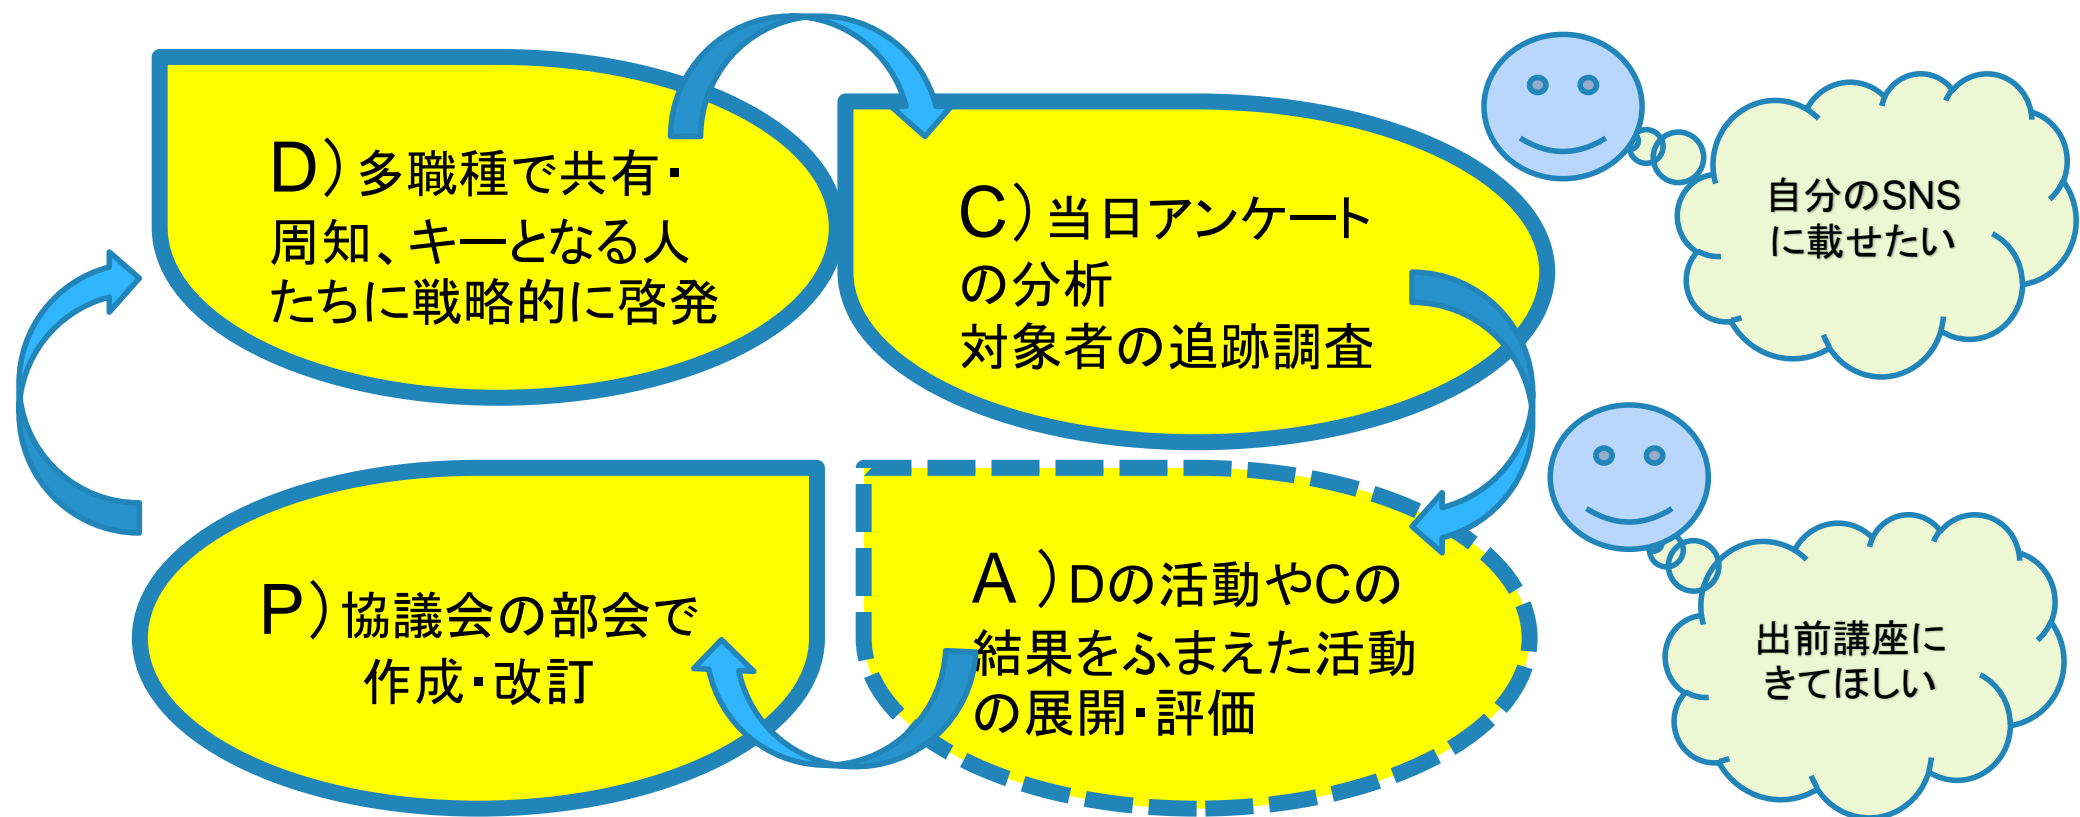 D）多職種で共有・
周知、キーとなる人
たちに戦略的に啓発
C）当日アンケート
の分析
対象者の追跡調査
自分のSNS
に載せたい
P）協議会の部会で
作成・改訂
A ）Dの活動やCの
結果をふまえた活動
の展開・評価
出前講座に
きてほしい